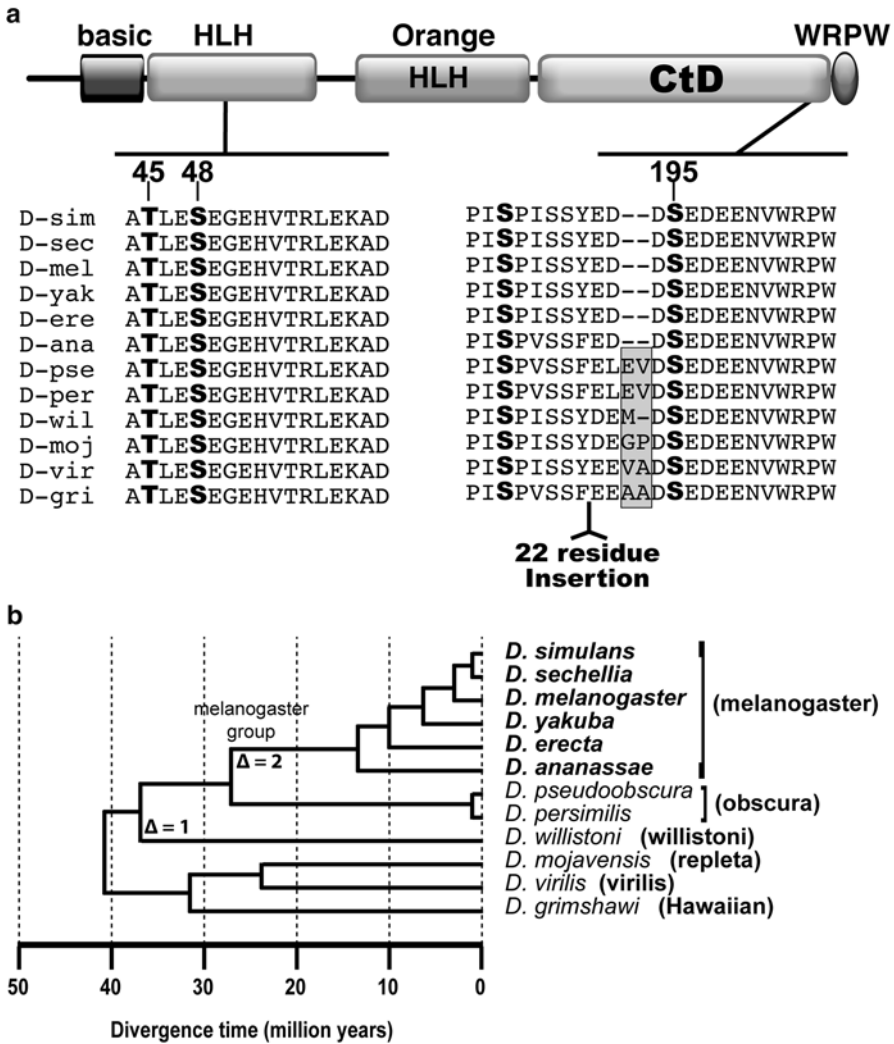 a
basic HLH Orange WRPW
HLH CtD
45 48 195
D-sim ATLESEGEHVTRLEKAD PISPISSYED--DSEDEENVWRPW
D-sec ATLESEGEHVTRLEKAD PISPISSYED--DSEDEENVWRPW
D-mel ATLESEGEHVTRLEKAD PISPISSYED--DSEDEENVWRPW
D-yak ATLESEGEHVTRLEKAD PISPISSYED--DSEDEENVWRPW
D-ere ATLESEGEHVTRLEKAD PISPISSYED--DSEDEENVWRPW
D-ana ATLESEGEHVTRLEKAD PISPVSSFED--DSEDEENVWRPW
D-pse ATLESEGEHVTRLEKAD PISPVSSFELEVDSEDEENVWRPW
D-per ATLESEGEHVTRLEKAD PISPVSSFELEVDSEDEENVWRPW
D-wil ATLESEGEHVTRLEKAD PISPISSYDEM-DSEDEENVWRPW
D-moj ATLESEGEHVTRLEKAD PISPISSYDEGPDSEDEENVWRPW
D-vir ATLESEGEHVTRLEKAD PISPISSYEEVADSEDEENVWRPW
D-gri ATLESEGEHVTRLEKAD PISPVSSFEEAADSEDEENVWRPW
22 residue
Insertion
b
D. simulans
D. sechellia
D. melanogaster
(melanogaster)
D. yakuba
D. erecta
D. ananassae
melanogaster
group
Δ = 2
D. pseudoobscura
D. persimilis
(obscura)
Δ = 1
D. willistoni (willistoni)
D. mojavensis (repleta)
D. virilis (virilis)
D. grimshawi (Hawaiian)
50 40 30 20 10 0
Divergence time (million years)